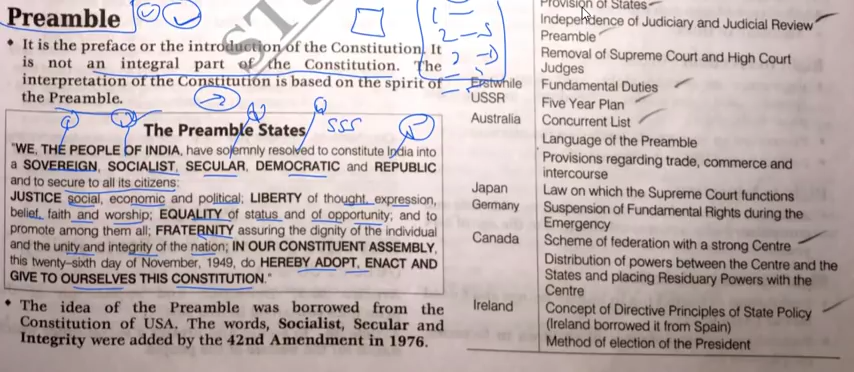 Preamble
• It is the preface or the introduction of the Constitution. It
is not an integral part of the Constitution. The
interpretation of the Constitution is based on the spirit of
the Preamble.
The Preamble States
"WE, THE PEOPLE OF INDIA, have solemnly resolved to constitute India into
a SOVEREIGN, SOCIALIST, SECULAR, DEMOCRATIC and REPUBLIC
and to secure to all its citizens:
JUSTICE social, economic and political; LIBERTY of thought, expression,
belief, faith and worship; EQUALITY of status and of opportunity; and to
promote among them all; FRATERNITY assuring the dignity of the individual
and the unity and integrity of the nation; IN OUR CONSTITUENT ASSEMBLY,
this twenty-sixth day of November, 1949, do HEREBY ADOPT, ENACT AND
GIVE TO OURSELVES THIS CONSTITUTION."
• The idea of the Preamble was borrowed from the
Constitution of USA. The words, Socialist, Secular and
Integrity were added by the 42nd Amendment in 1976.
SSS
Provision of States
Independence of Judiciary and Judicial Review
Preamble
Removal of Supreme Court and High Court
Judges
Erstwhile Fundamental Duties
USSR Five Year Plan
Australia Concurrent List
Language of the Preamble
Provisions regarding trade, commerce and
intercourse
Japan Law on which the Supreme Court functions
Germany Suspension of Fundamental Rights during the
Emergency
Canada Scheme of federation with a strong Centre
Distribution of powers between the Centre and the
States and placing Residuary Powers with the
Centre
Ireland Concept of Directive Principles of State Policy
(Ireland borrowed it from Spain)
Method of election of the President